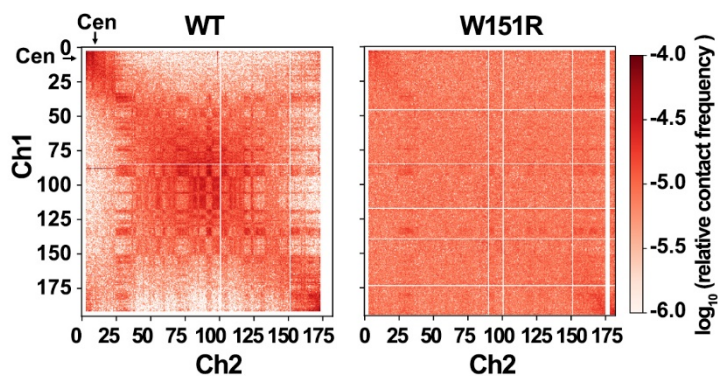 Cen
WT
W151R
Cen
0
25
50
75
100
125
150
175
Ch1
0 25 50 75 100 125 150 175
Ch2
0 25 50 75 100 125 150 175
Ch2
-4.0
-4.5
-5.0
-5.5
-6.0
log₁₀ (relative contact frequency)